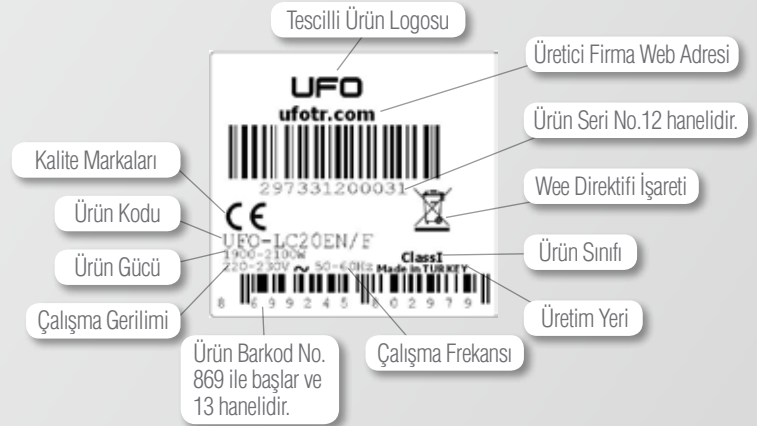 Tescilli Ürün Logosu
UFO
Üretici Firma Web Adresi
ufotr.com
Ürün Seri No.12 hanelidir.
Kalite Markaları
297331200031
Wee Direktifi İşareti
CE
Ürün Kodu
UFO-LC20EN/F
Ürün Gücü
1900-2100W
ClassI
Ürün Sınıfı
220-230V ~ 50-60Hz Made in TURKEY
8 699245 802979
Çalışma Gerilimi
Üretim Yeri
Ürün Barkod No.
869 ile başlar ve
13 hanelidir.
Çalışma Frekansı